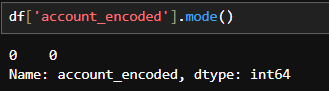 df['account_encoded'].mode()
0    0
Name: account_encoded, dtype: int64